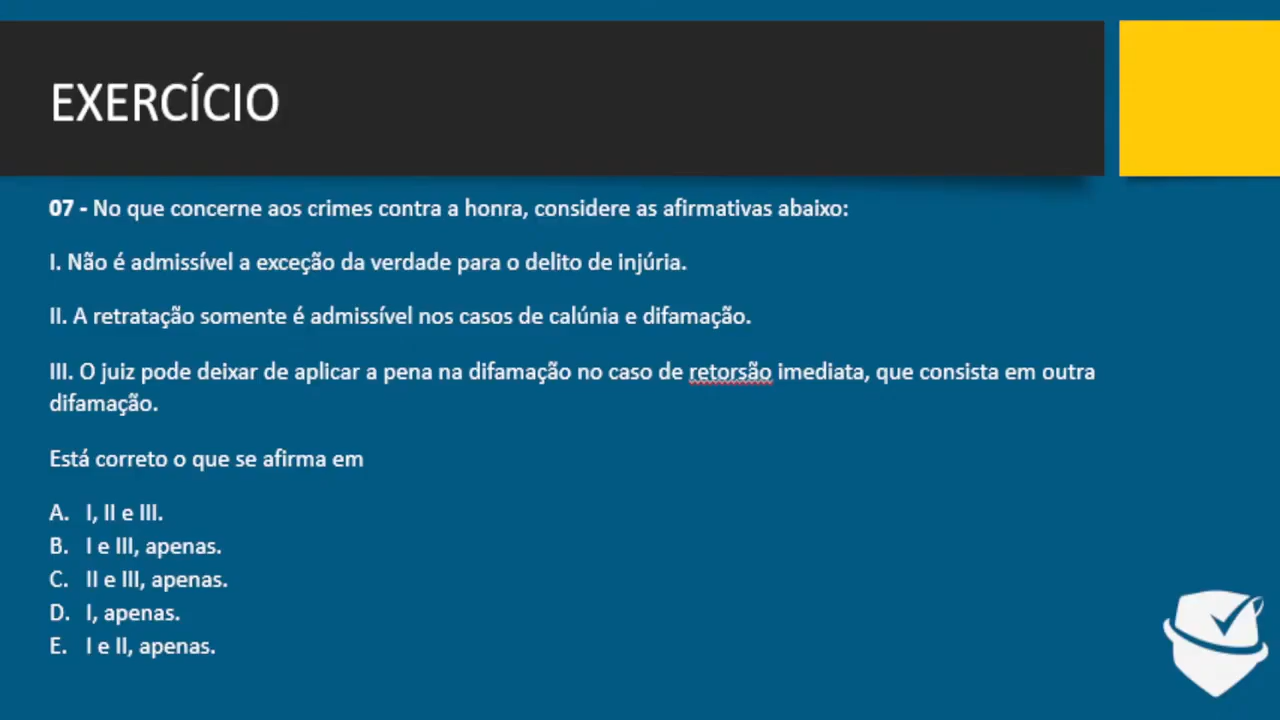 EXERCÍCIO
07 - No que concerne aos crimes contra a honra, considere as afirmativas abaixo:
I. Não é admissível a exceção da verdade para o delito de injúria.
II. A retratação somente é admissível nos casos de calúnia e difamação.
III. O juiz pode deixar de aplicar a pena na difamação no caso de retorsão imediata, que consista em outra
difamação.
Está correto o que se afirma em
A. I, II e III.
B. I e III, apenas.
C. II e III, apenas.
D. I, apenas.
E. I e II, apenas.